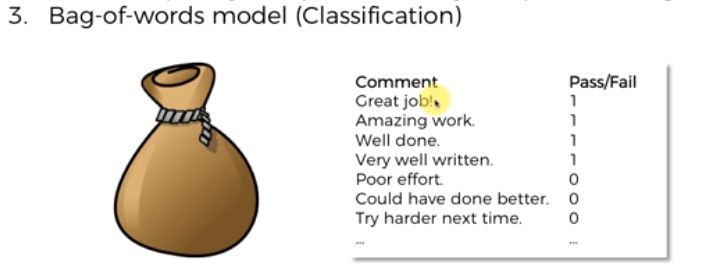 3. Bag-of-words model (Classification)
Comment Pass/Fail
Great job! 1
Amazing work. 1
Well done. 1
Very well written. 1
Poor effort. 0
Could have done better. 0
Try harder next time. 0
... ...